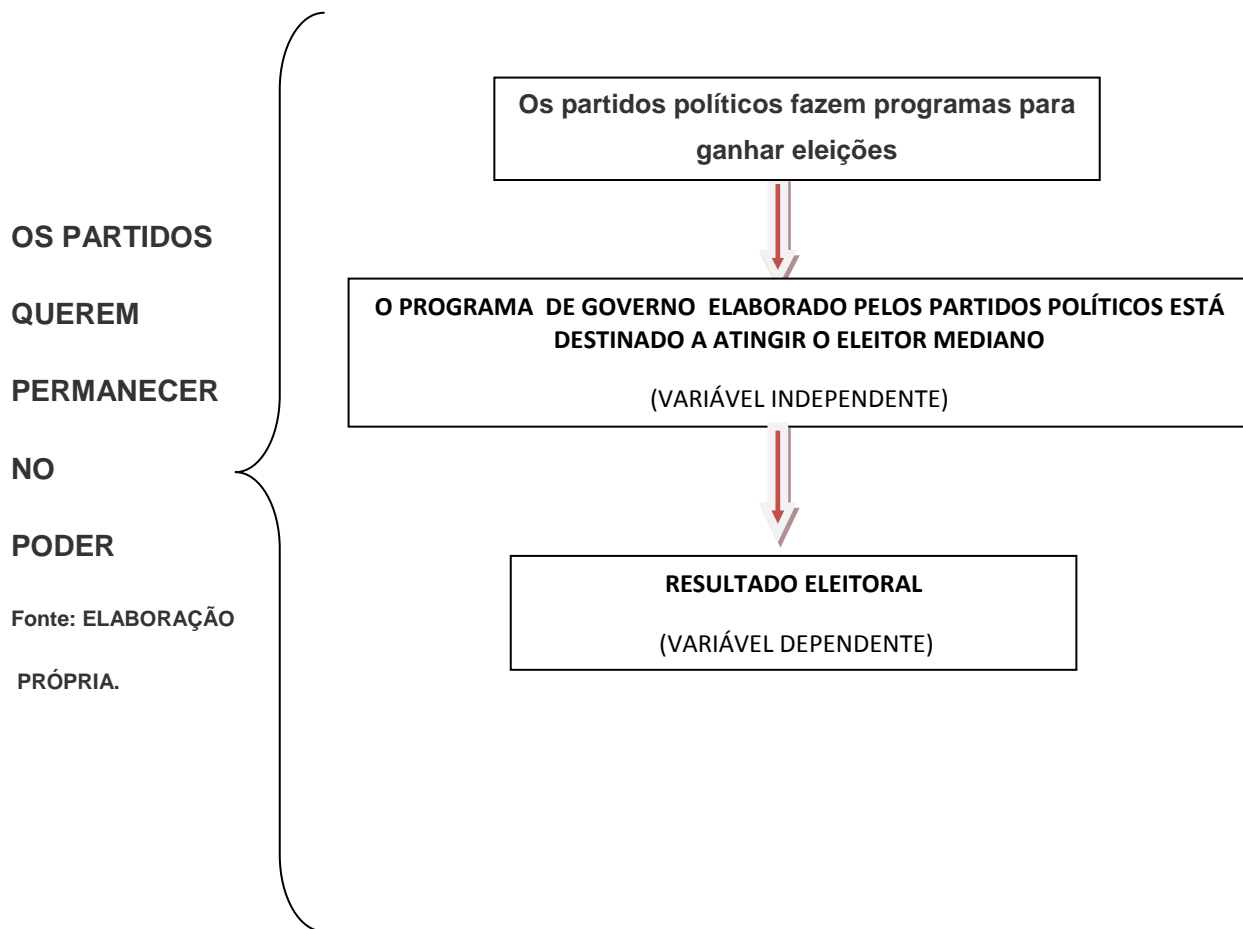 OS PARTIDOS
QUEREM
PERMANECER
NO
PODER
Fonte: ELABORAÇÃO
PRÓPRIA.
Os partidos políticos fazem programas para
ganhar eleições
O PROGRAMA DE GOVERNO ELABORADO PELOS PARTIDOS POLÍTICOS ESTÁ
DESTINADO A ATINGIR O ELEITOR MEDIANO
(VARIÁVEL INDEPENDENTE)
RESULTADO ELEITORAL
(VARIÁVEL DEPENDENTE)